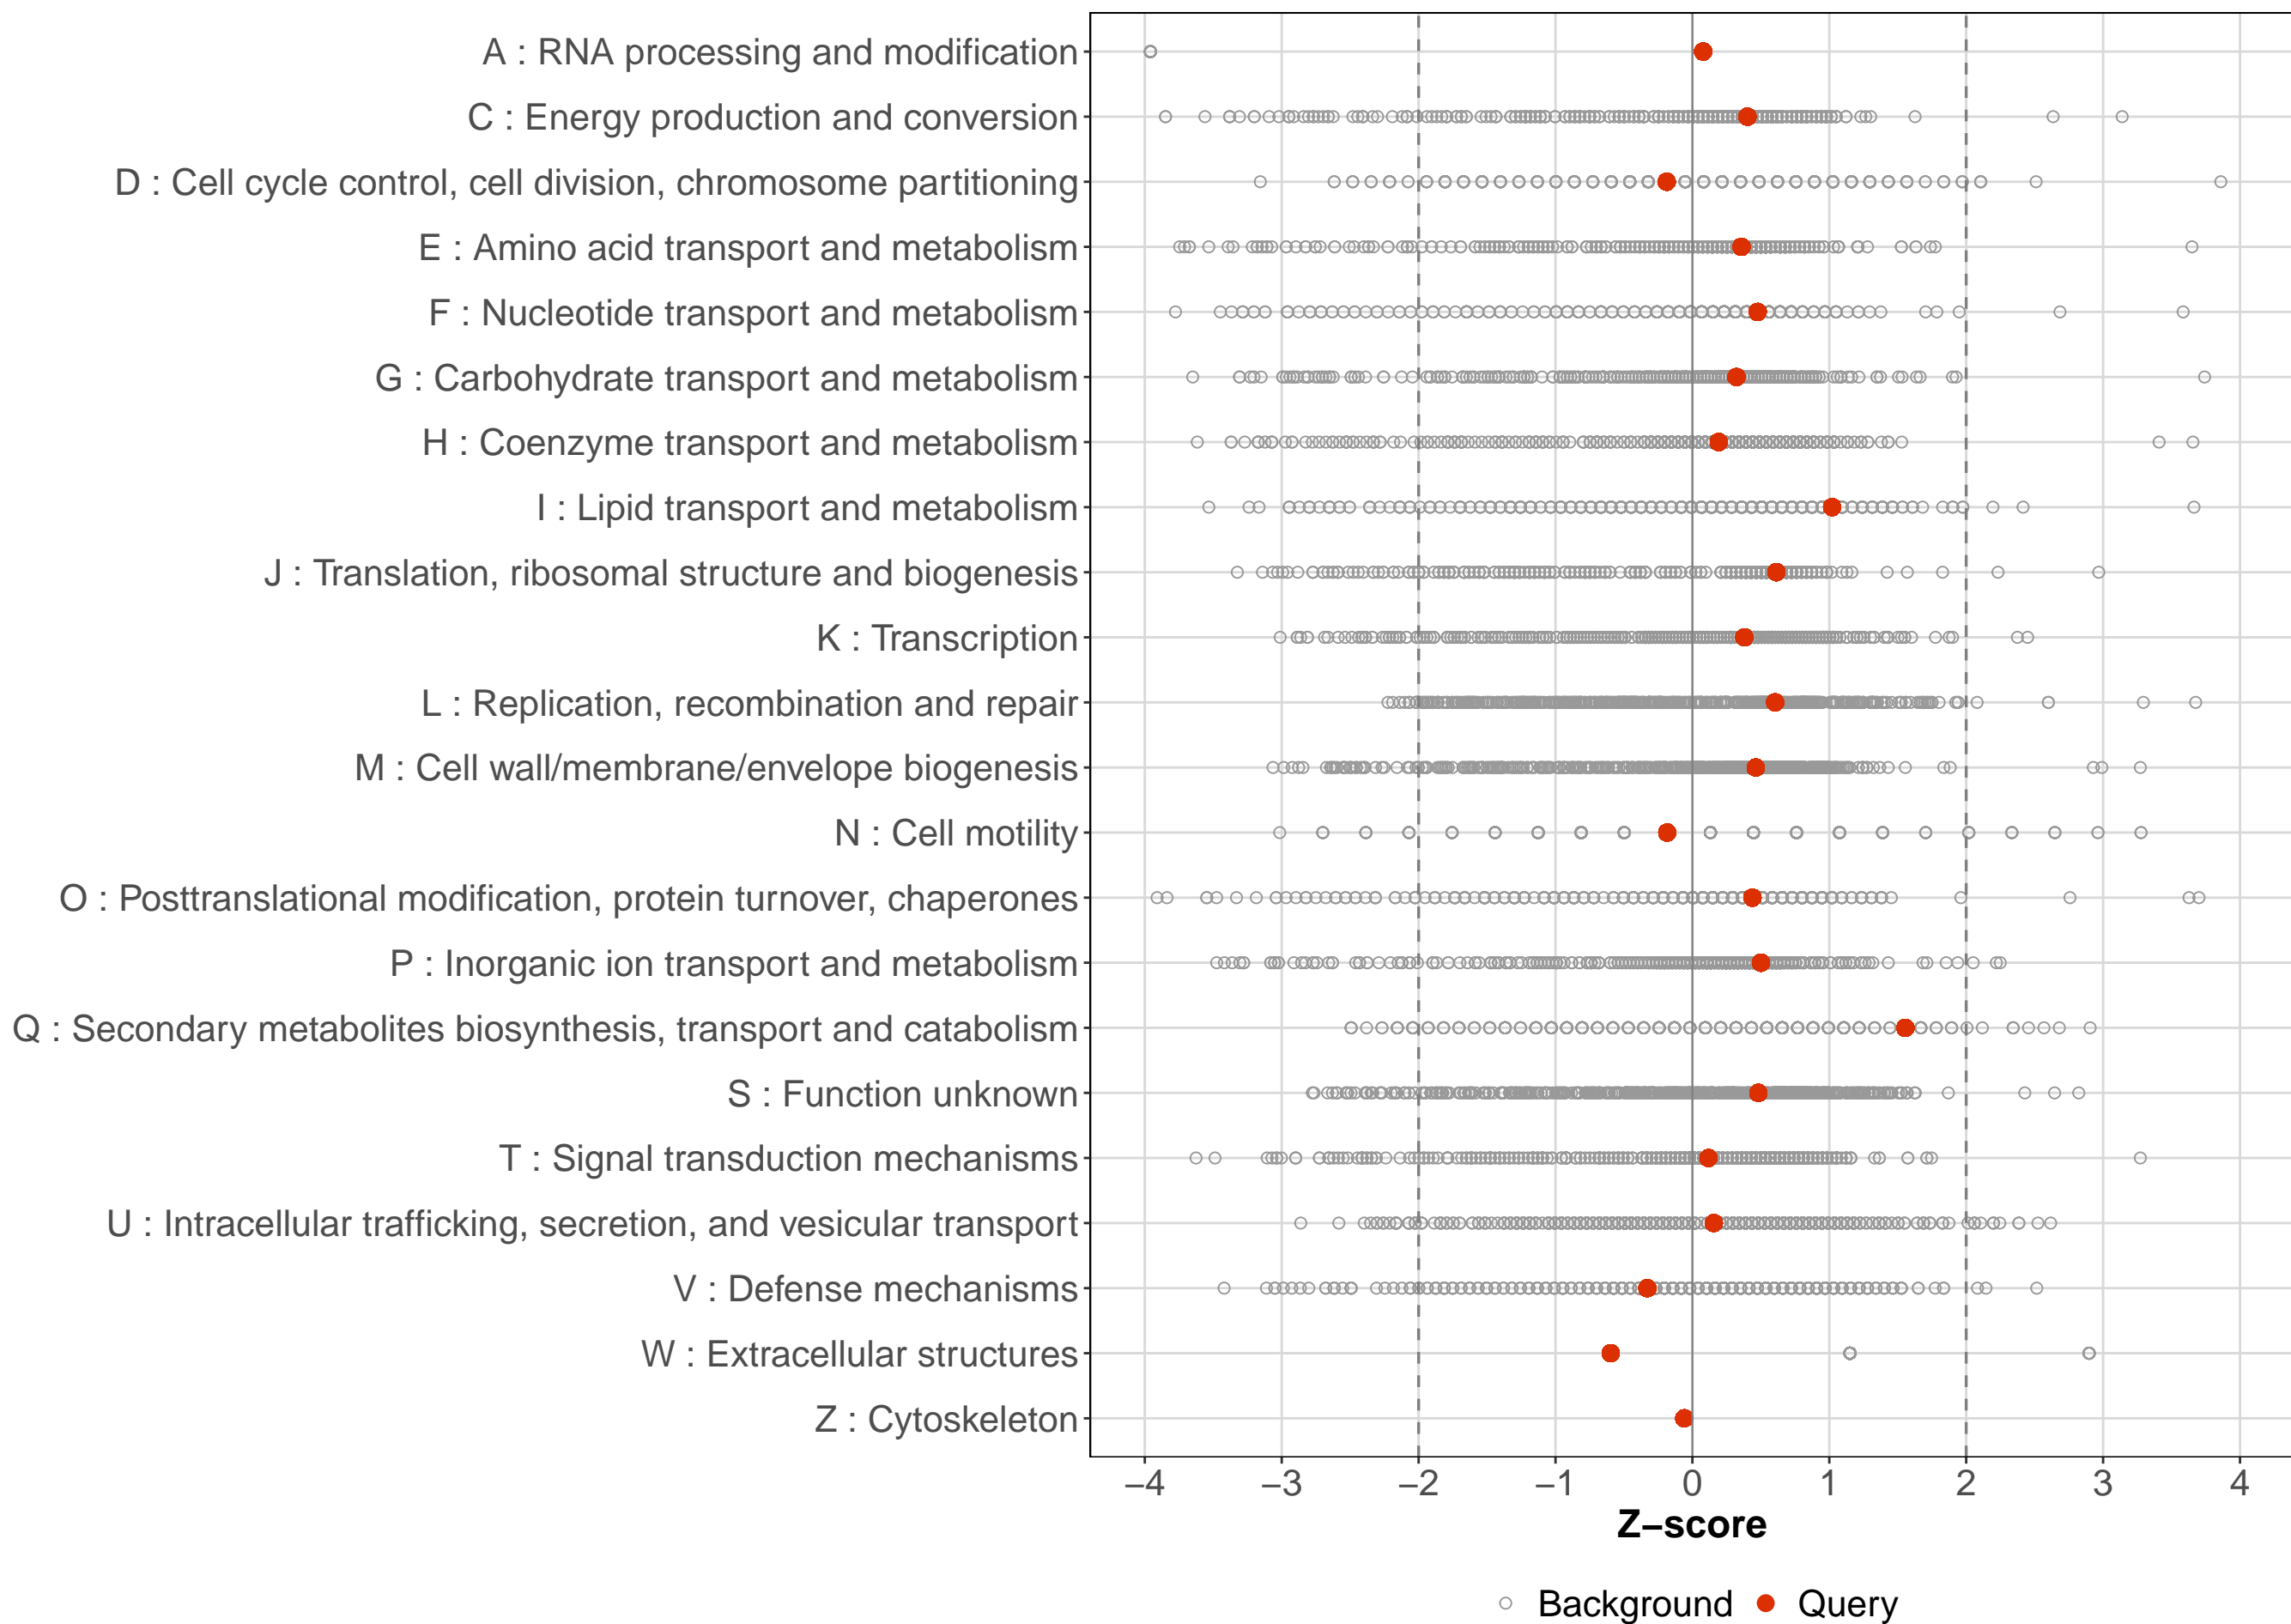 A : RNA processing and modification
C : Energy production and conversion
D : Cell cycle control, cell division, chromosome partitioning
E : Amino acid transport and metabolism
F : Nucleotide transport and metabolism
G : Carbohydrate transport and metabolism
H : Coenzyme transport and metabolism
I : Lipid transport and metabolism
J : Translation, ribosomal structure and biogenesis
K : Transcription
L : Replication, recombination and repair
M : Cell wall/membrane/envelope biogenesis
N : Cell motility
O : Posttranslational modification, protein turnover, chaperones
P : Inorganic ion transport and metabolism
Q : Secondary metabolites biosynthesis, transport and catabolism
S : Function unknown
T : Signal transduction mechanisms
U : Intracellular trafficking, secretion, and vesicular transport
V : Defense mechanisms
W : Extracellular structures
Z : Cytoskeleton
−4 −3 −2 −1 0 1 2 3 4
Z−score
Background Query